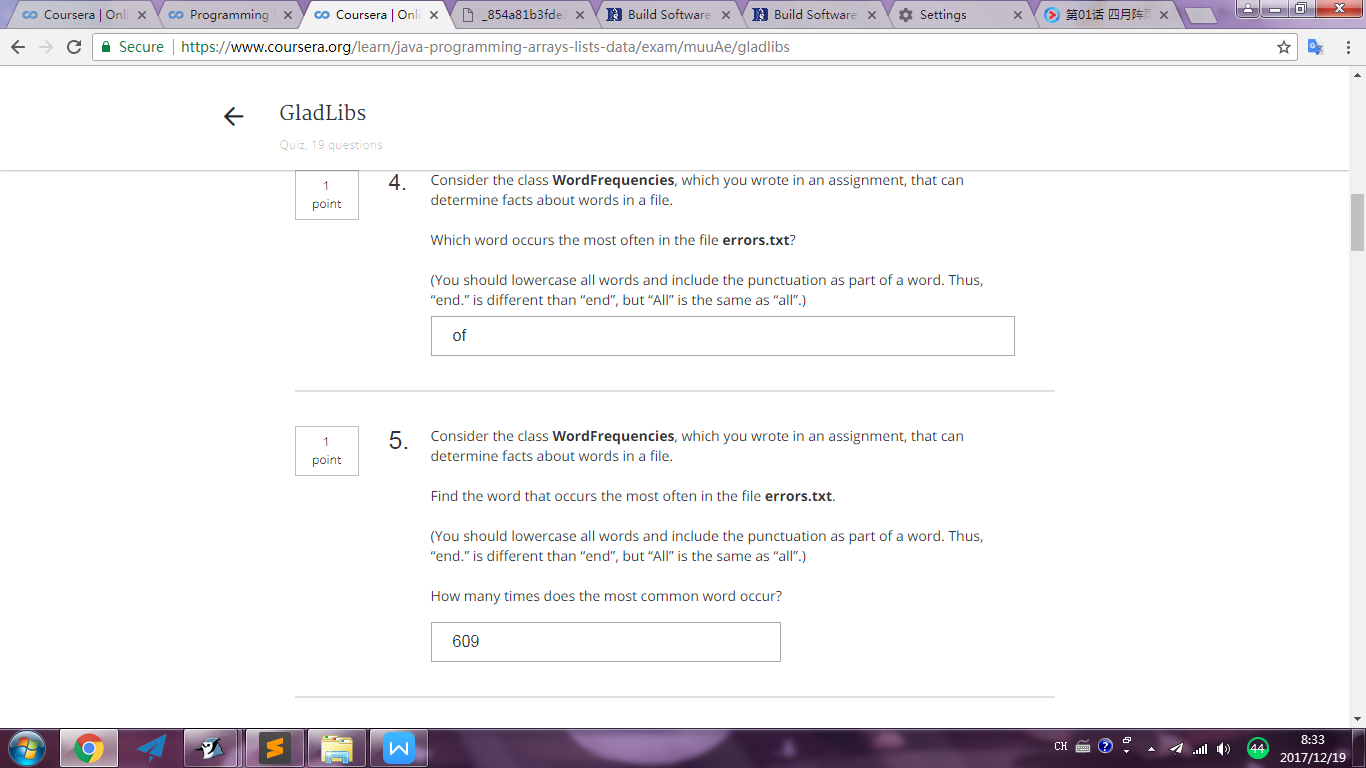 Coursera | Onli
Programming
Coursera | Onli
_854a81b3fde
Build Software
Build Software
Settings
第01话 四月阵雨
Secure | https://www.coursera.org/learn/java-programming-arrays-lists-data/exam/muuAe/gladlibs
GladLibs
Quiz, 19 questions
1
point
4.
Consider the class WordFrequencies, which you wrote in an assignment, that can
determine facts about words in a file.
Which word occurs the most often in the file errors.txt?
(You should lowercase all words and include the punctuation as part of a word. Thus,
“end.” is different than “end”, but “All” is the same as “all”.)
of
1
point
5.
Consider the class WordFrequencies, which you wrote in an assignment, that can
determine facts about words in a file.
Find the word that occurs the most often in the file errors.txt.
(You should lowercase all words and include the punctuation as part of a word. Thus,
“end.” is different than “end”, but “All” is the same as “all”.)
How many times does the most common word occur?
609
CH
44
8:33
2017/12/19